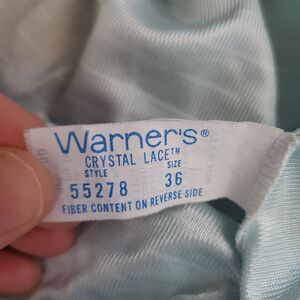 Warner's®
CRYSTAL LACE™
STYLE SIZE
55278 36
FIBER CONTENT ON REVERSE SIDE